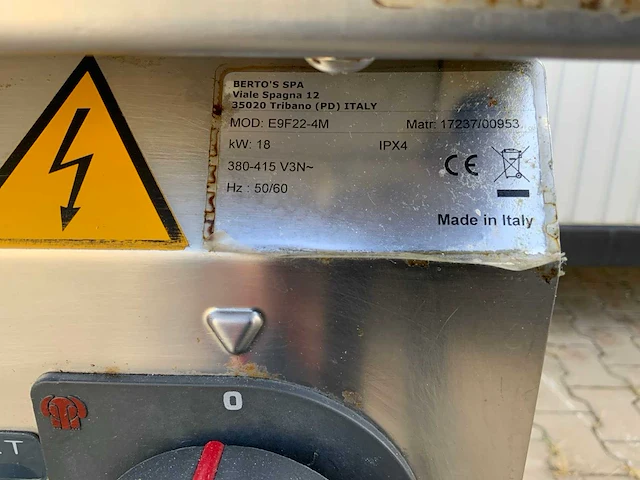 BERTO'S SPA
Viale Spagna 12
35020 Tribano (PD) ITALY
MOD: E9F22-4M Matr: 17237/00953
kW: 18 IPX4
380-415 V3N~
Hz : 50/60
CE
Made in Italy
0
LT